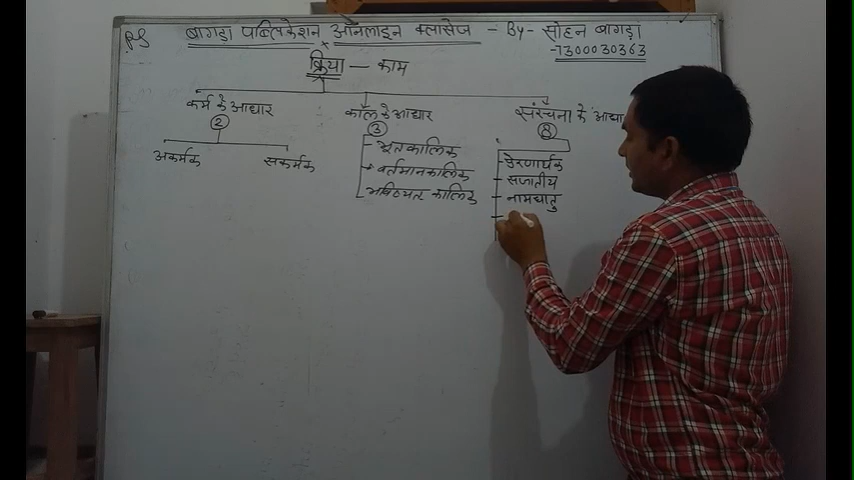 PS बागड़ा पब्लिकेशन ऑनलाइन क्लासेज - By- सोहन बागड़ा
-7300030363
क्रिया — काम
कर्म के आधार काल के आधार संरचना के आधा
② ③ ⑧
अकर्मक सकर्मक
भूतकालिक
वर्तमानकालिक
भविष्यत् कालिक
प्रेरणार्थक
सजातीय
नामधातु